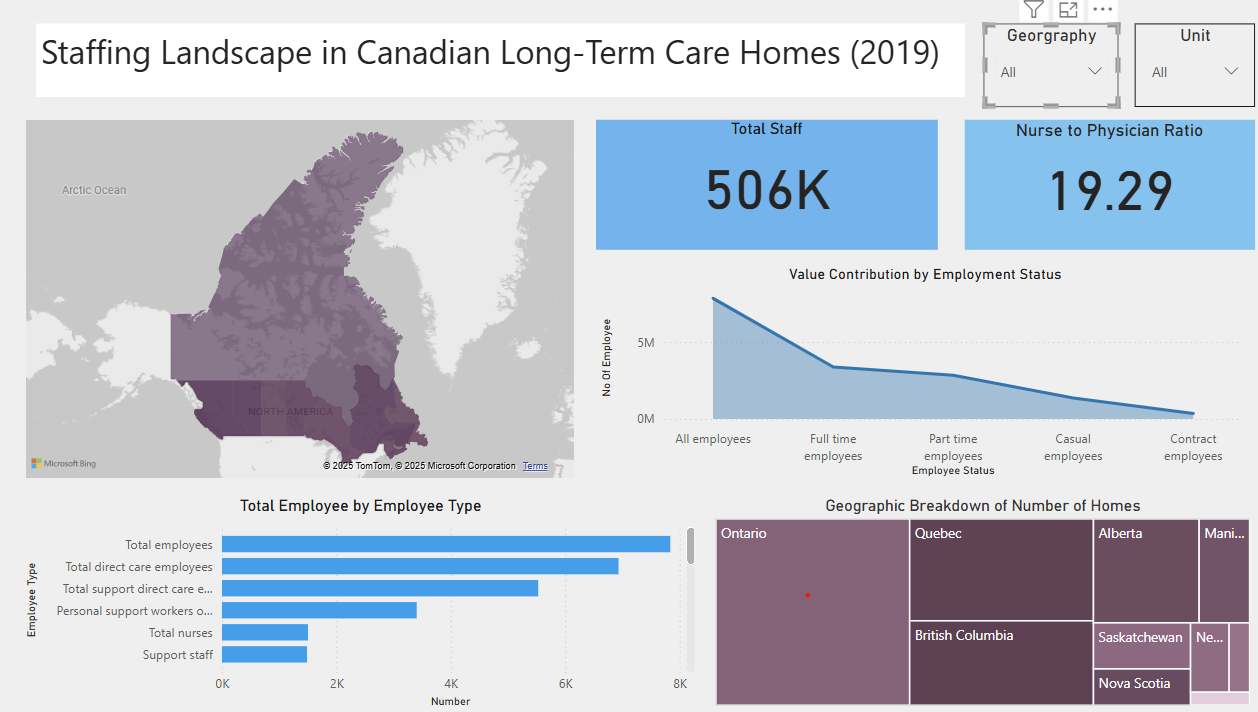 Staffing Landscape in Canadian Long-Term Care Homes (2019)
Georgraphy
All
Unit
All
Arctic Ocean
NORTH AMERICA
Microsoft Bing
© 2025 TomTom, © 2025 Microsoft Corporation Terms
Total Staff
506K
Nurse to Physician Ratio
19.29
Value Contribution by Employment Status
No Of Employee
5M
0M
All employees
Full time employees
Part time employees
Casual employees
Contract employees
Employee Status
Total Employee by Employee Type
Employee Type
Total employees
Total direct care employees
Total support direct care e...
Personal support workers o...
Total nurses
Support staff
0K
2K
4K
6K
8K
Number
Geographic Breakdown of Number of Homes
Ontario
Quebec
Alberta
Mani...
British Columbia
Saskatchewan
Ne...
Nova Scotia